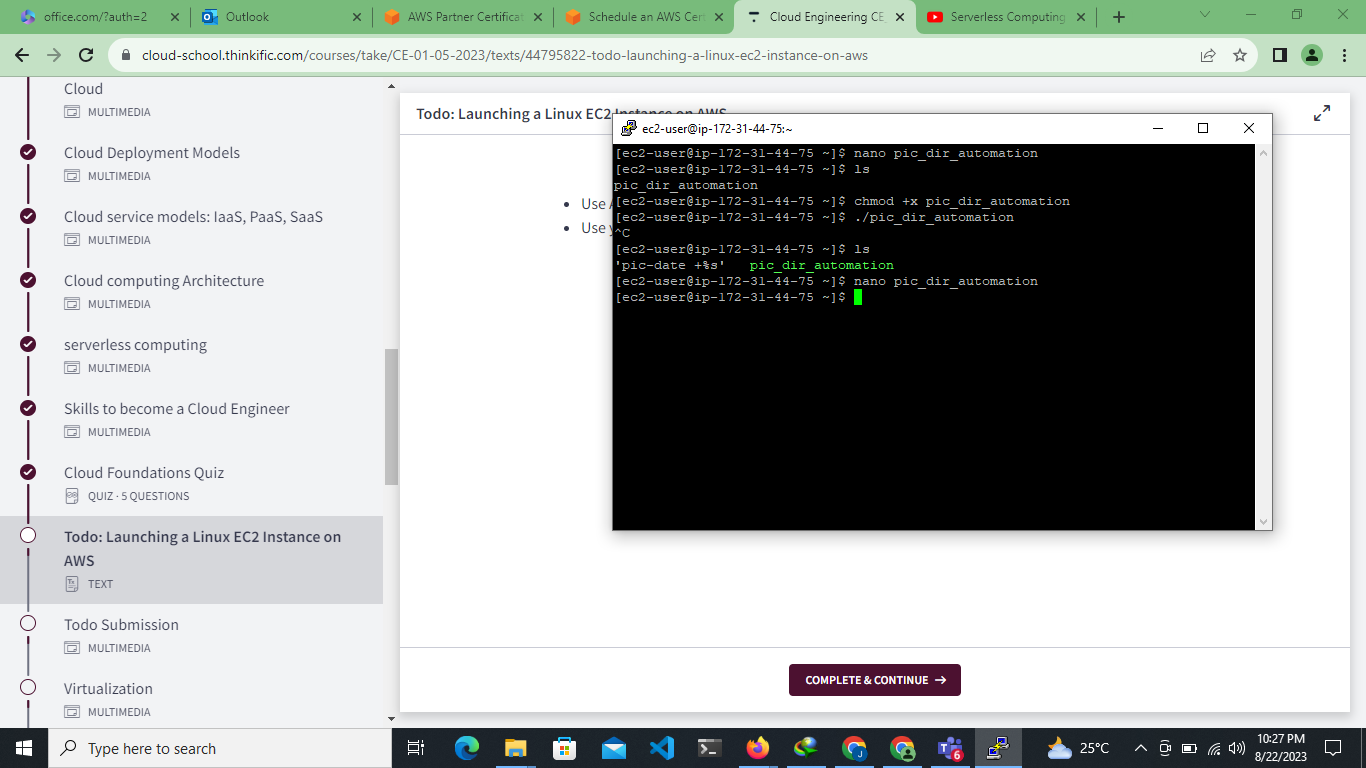 office.com/?auth=2
Outlook
AWS Partner Certificat
Schedule an AWS Cert
Cloud Engineering CE_
Serverless Computing
cloud-school.thinkific.com/courses/take/CE-01-05-2023/texts/44795822-todo-launching-a-linux-ec2-instance-on-aws
Cloud
MULTIMEDIA
Cloud Deployment Models
MULTIMEDIA
Cloud service models: IaaS, PaaS, SaaS
MULTIMEDIA
Cloud computing Architecture
MULTIMEDIA
serverless computing
MULTIMEDIA
Skills to become a Cloud Engineer
MULTIMEDIA
Cloud Foundations Quiz
QUIZ · 5 QUESTIONS
Todo: Launching a Linux EC2 Instance on
AWS
TEXT
Todo Submission
MULTIMEDIA
Virtualization
MULTIMEDIA
Todo: Launching a Linux EC2 Instance on AWS
Use
Use
ec2-user@ip-172-31-44-75:~
[ec2-user@ip-172-31-44-75 ~]$ nano pic_dir_automation
[ec2-user@ip-172-31-44-75 ~]$ ls
pic_dir_automation
[ec2-user@ip-172-31-44-75 ~]$ chmod +x pic_dir_automation
[ec2-user@ip-172-31-44-75 ~]$ ./pic_dir_automation
^C
[ec2-user@ip-172-31-44-75 ~]$ ls
'pic-date +%s' pic_dir_automation
[ec2-user@ip-172-31-44-75 ~]$ nano pic_dir_automation
[ec2-user@ip-172-31-44-75 ~]$
COMPLETE & CONTINUE →
Type here to search
6
25°C
10:27 PM
8/22/2023